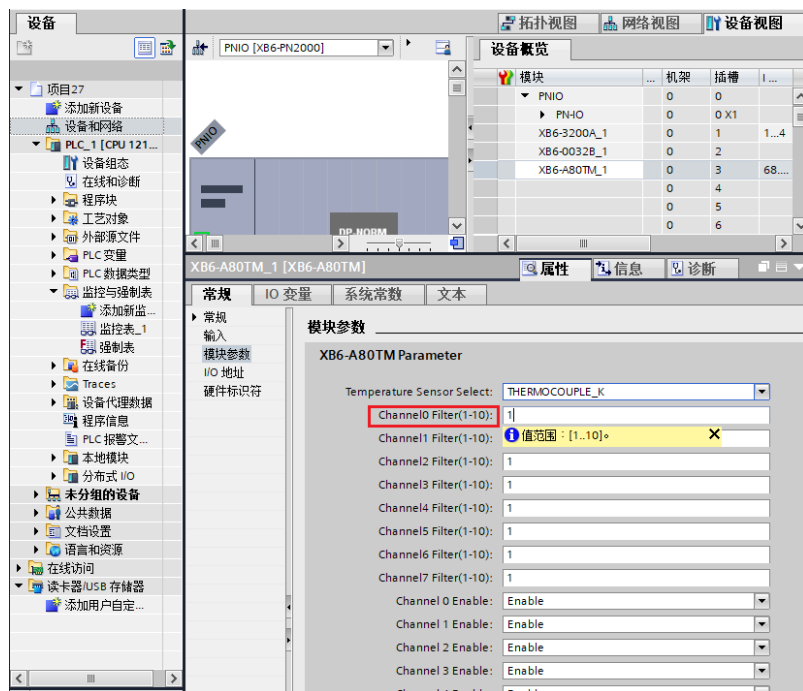 设备
项目27
添加新设备
设备和网络
PLC_1 [CPU 121...
设备组态
在线和诊断
程序块
工艺对象
外部源文件
PLC 变量
PLC 数据类型
监控与强制表
添加新监...
监控表_1
强制表
在线备份
Traces
设备代理数据
程序信息
PLC 报警文...
本地模块
分布式 I/O
未分组的设备
公共数据
文档设置
语言和资源
在线访问
读卡器/USB 存储器
添加用户自定...
拓扑视图 网络视图 设备视图
PNIO [XB6-PN2000]
PNIO
DP-NORM
设备概览
模块 ... 机架 插槽 I ...
PNIO 0 0
PN-IO 0 0 X1
XB6-3200A_1 0 1 1...4
XB6-0032B_1 0 2
XB6-A80TM_1 0 3 68....
0 4
0 5
0 6
XB6-A80TM_1 [XB6-A80TM]
属性 信息 诊断
常规 IO 变量 系统常数 文本
常规
输入
模块参数
I/O 地址
硬件标识符
模块参数
XB6-A80TM Parameter
Temperature Sensor Select: THERMOCOUPLE_K
Channel0 Filter(1-10): 1
Channel1 Filter(1-10):
值范围:[1..10]。
Channel2 Filter(1-10): 1
Channel3 Filter(1-10): 1
Channel4 Filter(1-10): 1
Channel5 Filter(1-10): 1
Channel6 Filter(1-10): 1
Channel7 Filter(1-10): 1
Channel 0 Enable: Enable
Channel 1 Enable: Enable
Channel 2 Enable: Enable
Channel 3 Enable: Enable